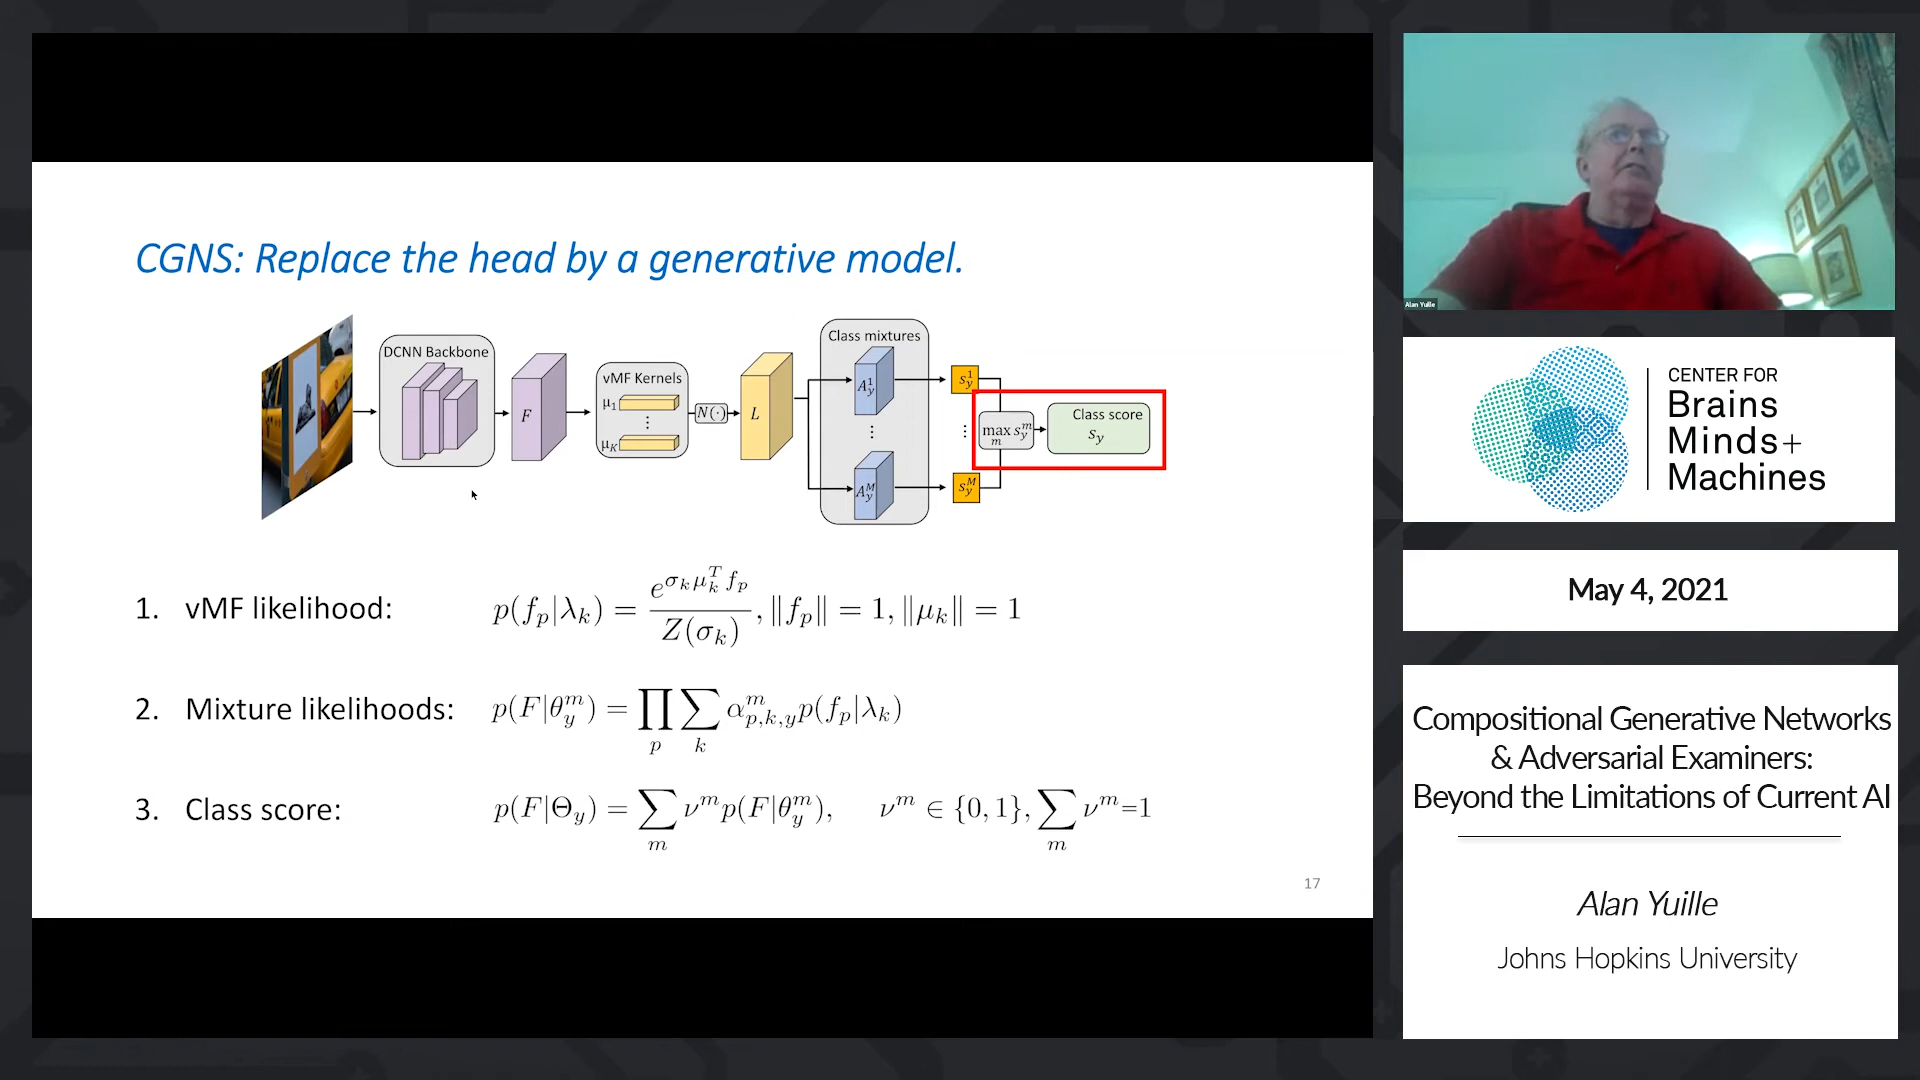 CGNS: Replace the head by a generative model.
DCNN Backbone
F
vMF Kernels
μ₁
⋮
μ_K
N(·)
L
Class mixtures
A_y^1
⋮
A_y^M
s_y^1
⋮
s_y^M
max_m s_y^m
Class score
s_y
1. vMF likelihood: p(f_p|λ_k) = e^{σ_k μ_k^T f_p} / Z(σ_k), ‖f_p‖ = 1, ‖μ_k‖ = 1
2. Mixture likelihoods: p(F|θ_y^m) = ∏_p ∑_k α_{p,k,y}^m p(f_p|λ_k)
3. Class score: p(F|Θ_y) = ∑_m ν^m p(F|θ_y^m), ν^m ∈ {0, 1}, ∑_m ν^m=1
17
Alan Yuille
CENTER FOR
Brains
Minds+
Machines
May 4, 2021
Compositional Generative Networks
& Adversarial Examiners:
Beyond the Limitations of Current AI
Alan Yuille
Johns Hopkins University